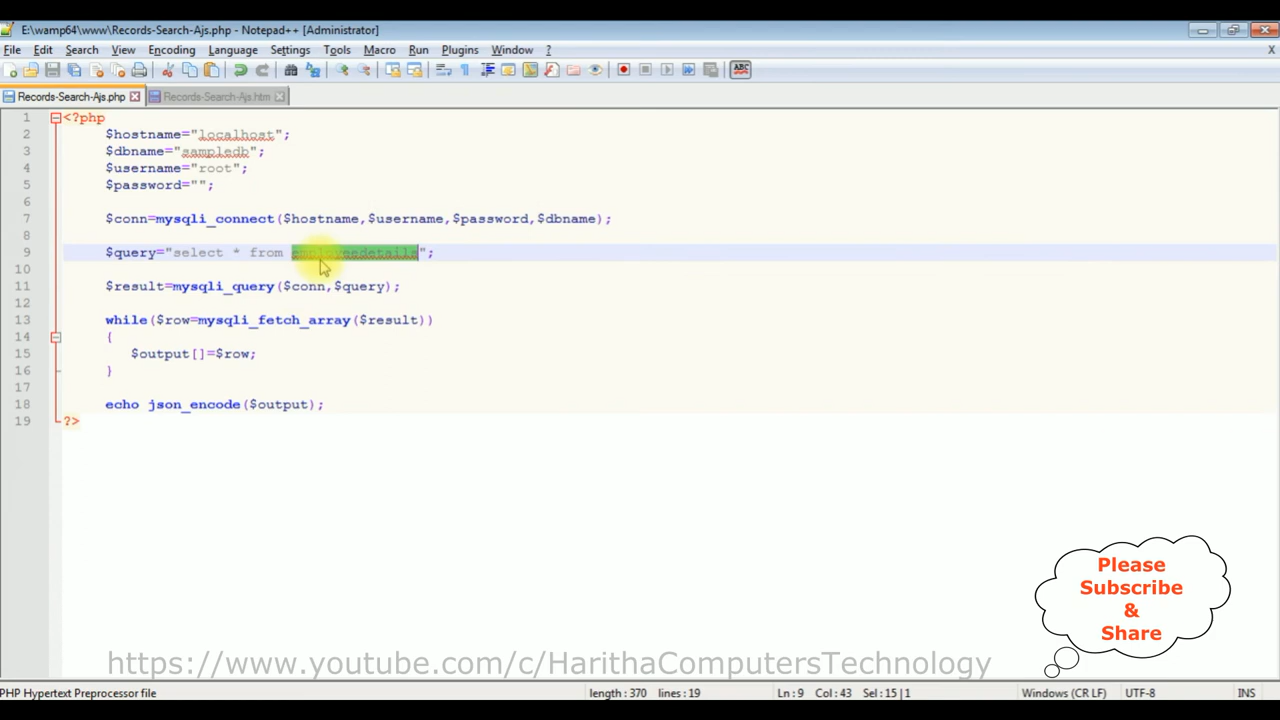 E:\wamp64\www\Records-Search-Ajs.php - Notepad++ [Administrator]
File Edit Search View Encoding Language Settings Tools Macro Run Plugins Window ? X
Records-Search-Ajs.php Records-Search-Ajs.htm
1 <?php
2 $hostname="localhost";
3 $dbname="sampledb";
4 $username="root";
5 $password="";
6
7 $conn=mysqli_connect($hostname,$username,$password,$dbname);
8
9 $query="select * from employeedetails";
10
11 $result=mysqli_query($conn,$query);
12
13 while($row=mysqli_fetch_array($result))
14 {
15 $output[]=$row;
16 }
17
18 echo json_encode($output);
19 ?>
Please
Subscribe
&
Share
https://www.youtube.com/c/HarithaComputersTechnology
PHP Hypertext Preprocessor file length : 370 lines : 19 Ln : 9 Col : 43 Sel : 15 | 1 Windows (CR LF) UTF-8 INS